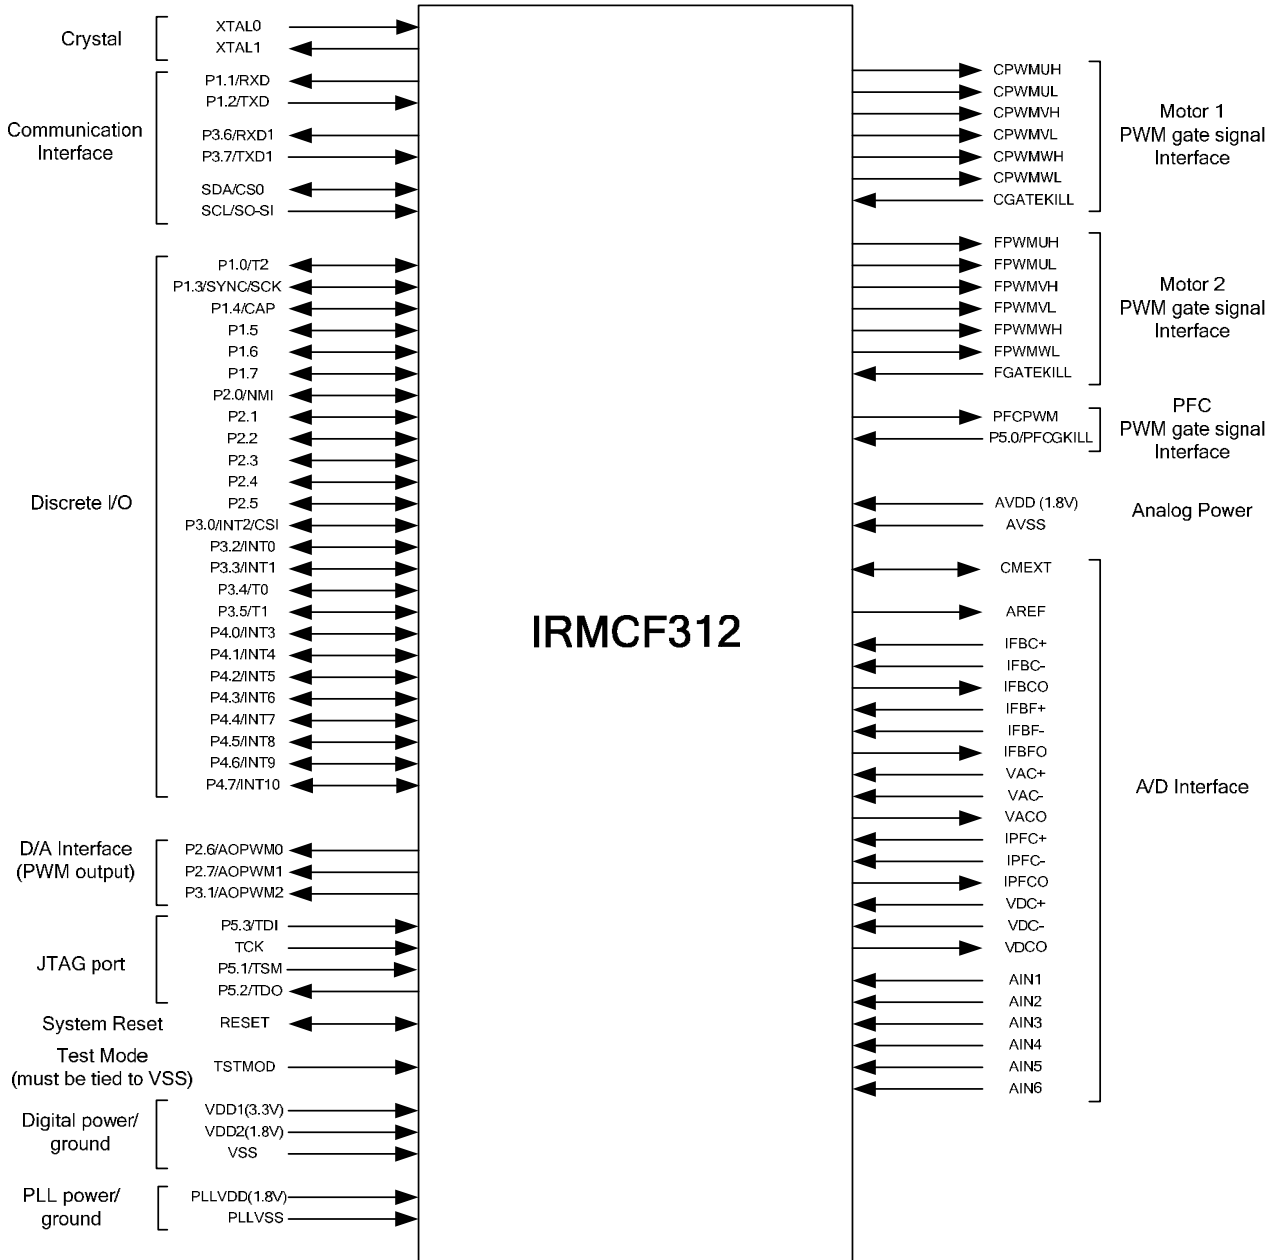 Crystal
XTAL0
XTAL1
Communication
Interface
P1.1/RXD
P1.2/TXD
P3.6/RXD1
P3.7/TXD1
SDA/CS0
SCL/SO-SI
Discrete I/O
P1.0/T2
P1.3/SYNC/SCK
P1.4/CAP
P1.5
P1.6
P1.7
P2.0/NMI
P2.1
P2.2
P2.3
P2.4
P2.5
P3.0/INT2/CSI
P3.2/INT0
P3.3/INT1
P3.4/T0
P3.5/T1
P4.0/INT3
P4.1/INT4
P4.2/INT5
P4.3/INT6
P4.4/INT7
P4.5/INT8
P4.6/INT9
P4.7/INT10
D/A Interface
(PWM output)
P2.6/AOPWM0
P2.7/AOPWM1
P3.1/AOPWM2
JTAG port
P5.3/TDI
TCK
P5.1/TSM
P5.2/TDO
System Reset
RESET
Test Mode
(must be tied to VSS)
TSTMOD
Digital power/
ground
VDD1(3.3V)
VDD2(1.8V)
VSS
PLL power/
ground
PLLVDD(1.8V)
PLLVSS
IRMCF312
CPWMUH
CPWMUL
CPWMVH
CPWMVL
CPWMWH
CPWMWL
CGATEKILL
Motor 1
PWM gate signal
Interface
FPWMUH
FPWMUL
FPWMVH
FPWMVL
FPWMWH
FPWMWL
FGATEKILL
Motor 2
PWM gate signal
Interface
PFCPWM
P5.0/PFCGKILL
PFC
PWM gate signal
Interface
AVDD (1.8V)
AVSS
Analog Power
CMEXT
AREF
IFBC+
IFBC-
IFBCO
IFBF+
IFBF-
IFBFO
VAC+
VAC-
VACO
IPFC+
IPFC-
IPFCO
VDC+
VDC-
VDCO
AIN1
AIN2
AIN3
AIN4
AIN5
AIN6
A/D Interface